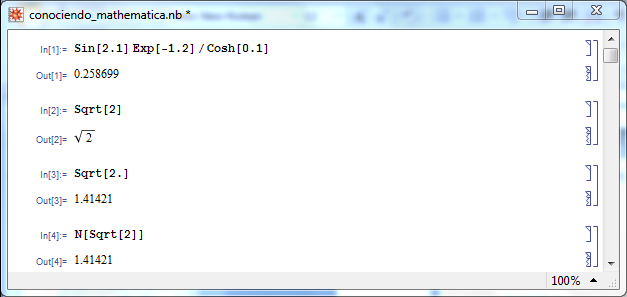 conociendo_mathematica.nb *
In[1]:= Sin[2.1] Exp[-1.2] / Cosh[0.1]
Out[1]= 0.258699
In[2]:= Sqrt[2]
Out[2]= √2
In[3]:= Sqrt[2.]
Out[3]= 1.41421
In[4]:= N[Sqrt[2]]
Out[4]= 1.41421
100%